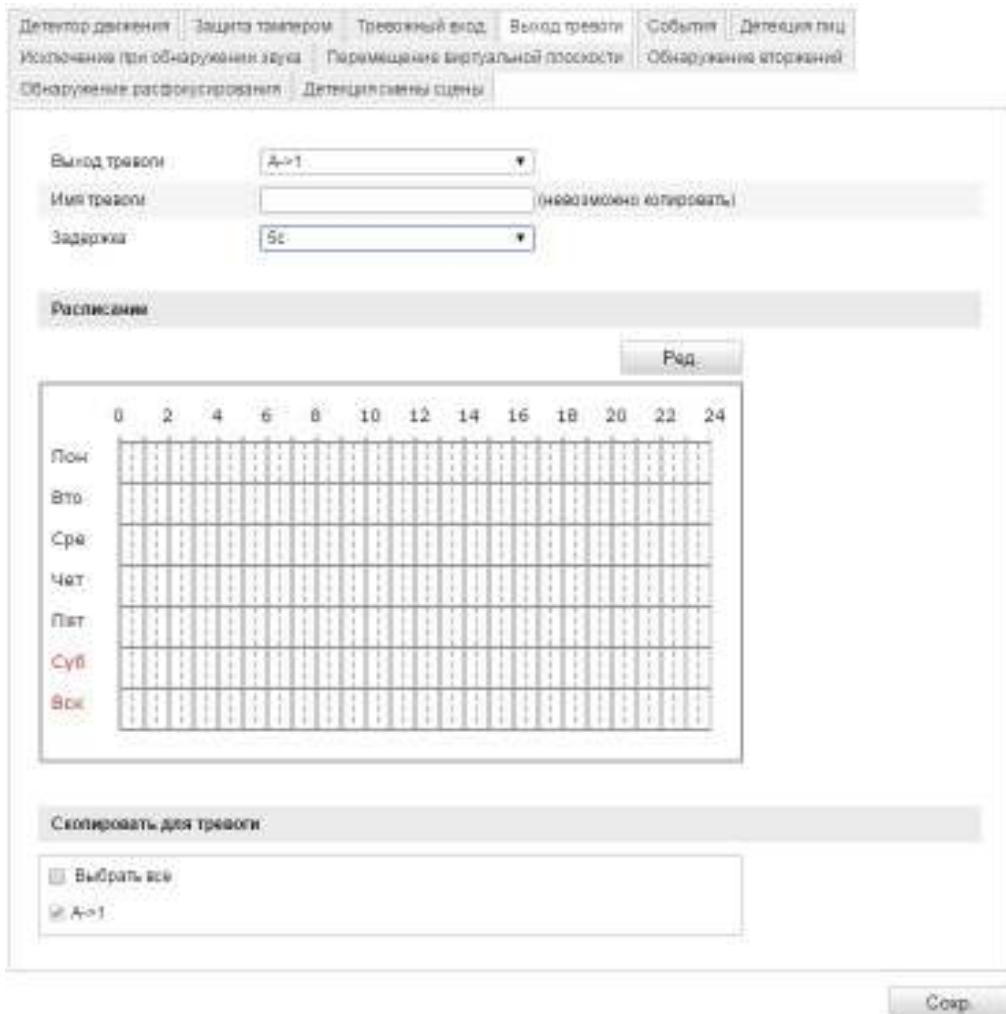 Детектор движения Защита тампером Тревожный вход Выход тревоги События Детекция лиц
Исключение при обнаружении звука Перемещение виртуальной плоскости Обнаружение вторжений
Обнаружение расфокусирования Детекция смены сцены
Выход тревоги A->1
Имя тревоги (невозможно копировать)
Задержка 5с
Расписание
Ред.
0 2 4 6 8 10 12 14 16 18 20 22 24
Пон
Вто
Сре
Чет
Пят
Суб
Вск
Скопировать для тревоги
Выбрать все
A->1
Сохр.